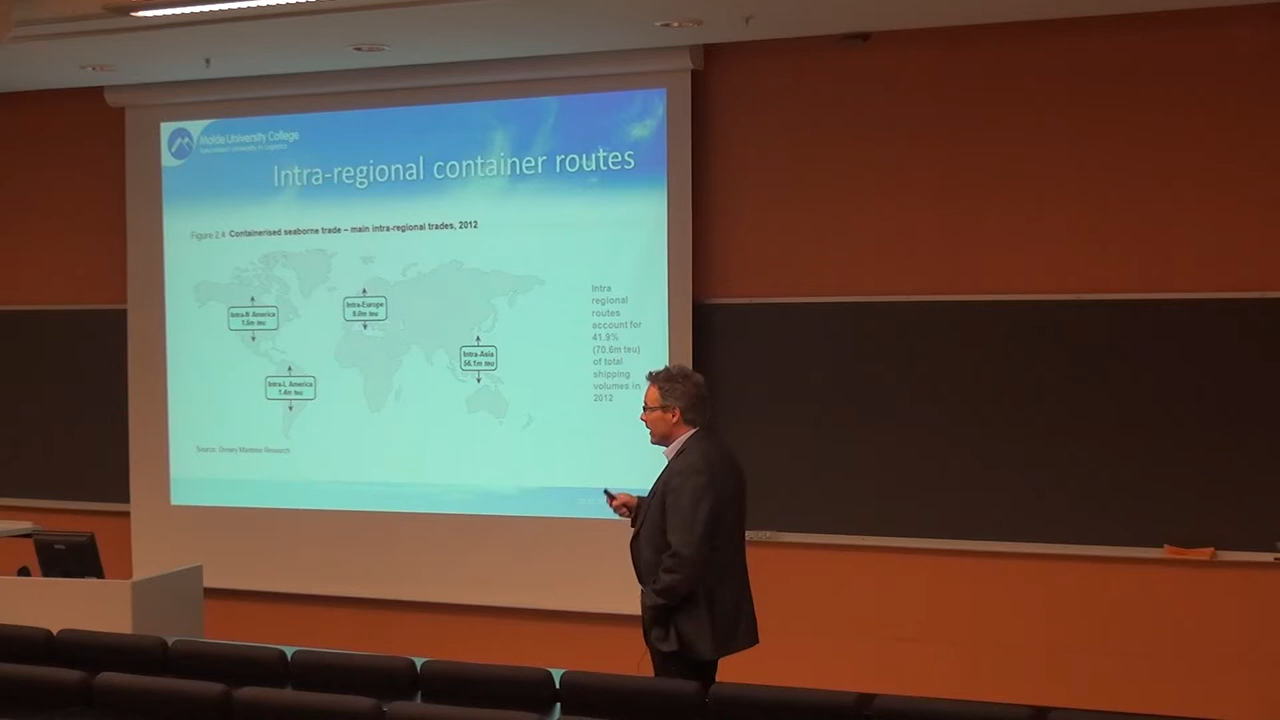 Molde University College
Specialized University in Logistics
Intra-regional container routes
Figure 2.4 Containerised seaborne trade – main intra-regional trades, 2012
Intra-N America
1.5m teu
Intra-Europe
Intra-Asia
56.1m teu
Intra-L America
1.4m teu
Intra
regional
routes
account for
41.9%
(70.6m teu)
of total
shipping
volumes in
2012
Source: Drewry Maritime Research